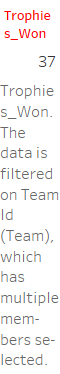 Trophie
s_Won
37
Trophie
s_Won.
The
data is
filtered
on Team
Id
(Team),
which
has
multiple
mem-
bers se-
lected.